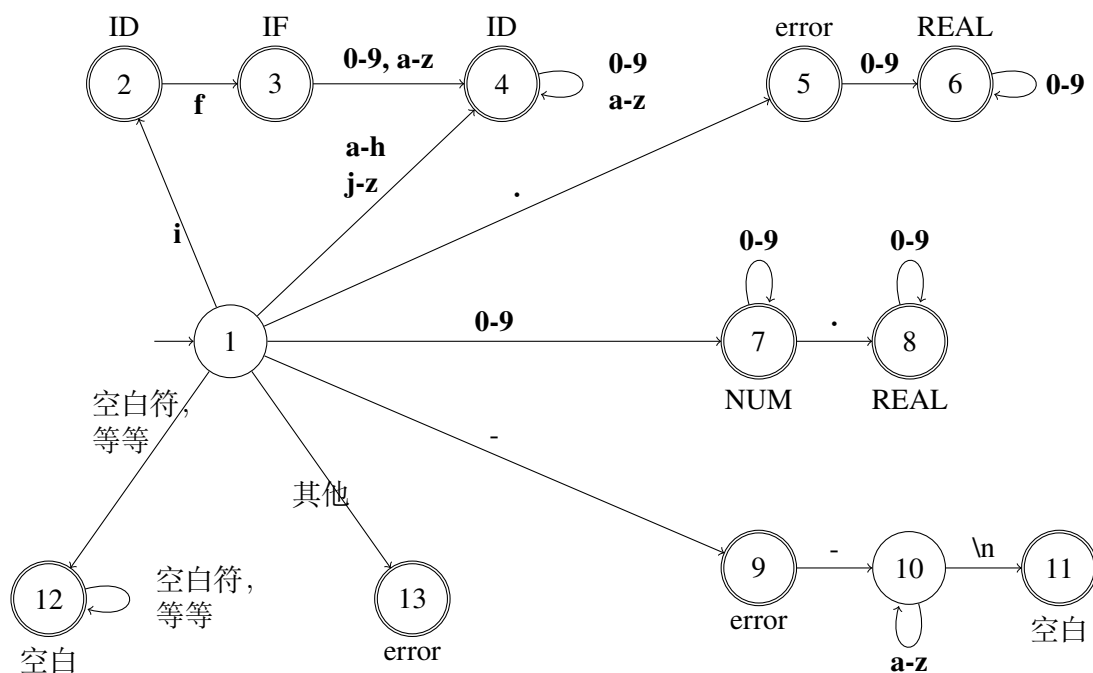 ID
IF
ID
error
REAL
2
3
4
5
6
f
0-9, a-z
0-9
a-z
0-9
0-9
a-h
j-z
.
i
0-9
0-9
1
0-9
7
.
8
NUM
REAL
空白符，
等等
-
其他
12
空白符，
等等
13
9
-
10
\n
11
空白
error
error
a-z
空白